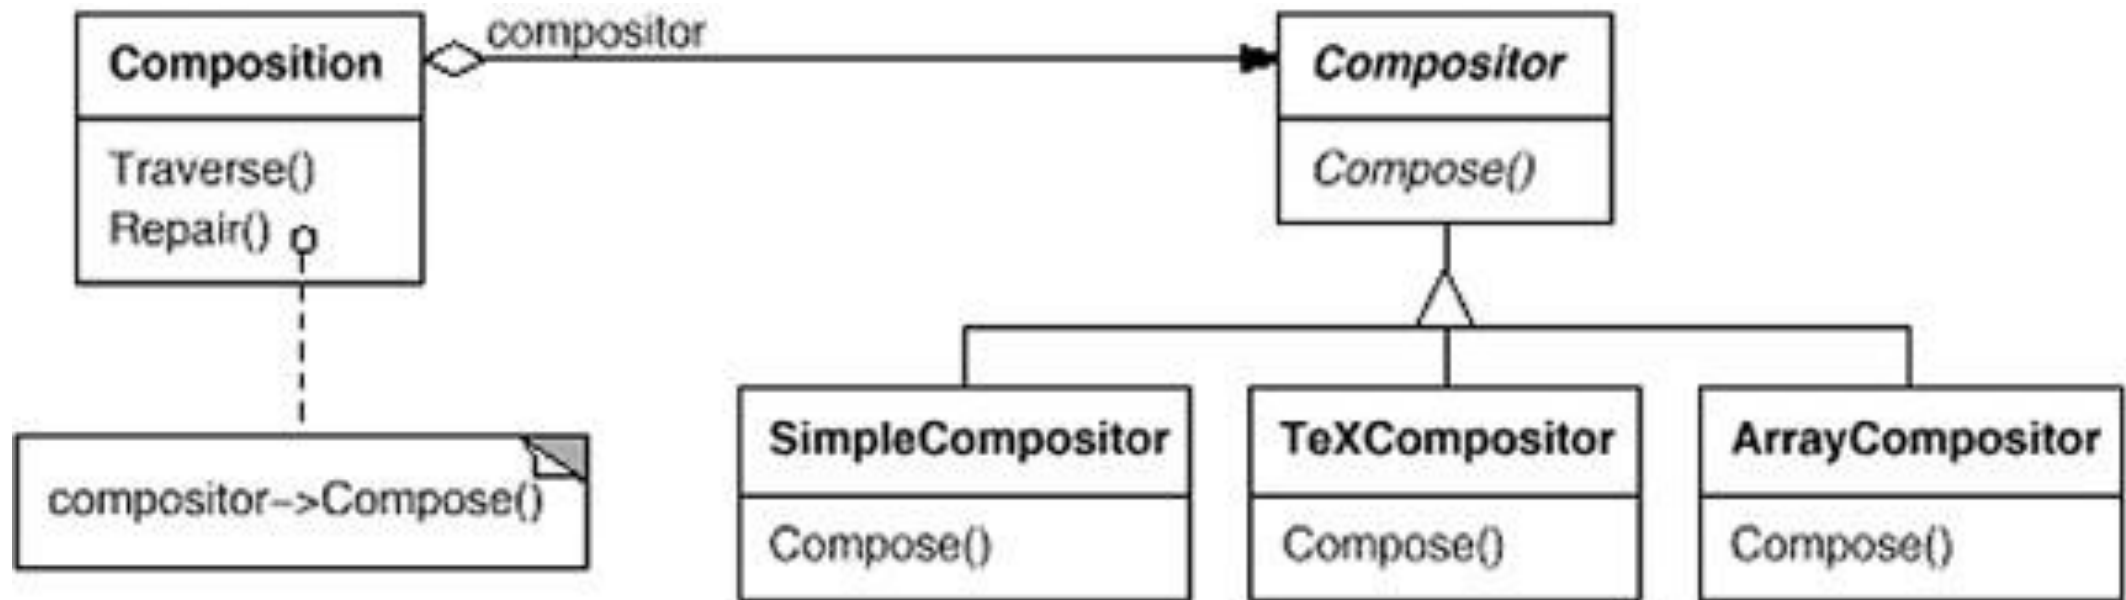 compositor
Composition
Compositor
Traverse()
Compose()
Repair()
SimpleCompositor
TeXCompositor
ArrayCompositor
compositor–>Compose()
Compose()
Compose()
Compose()